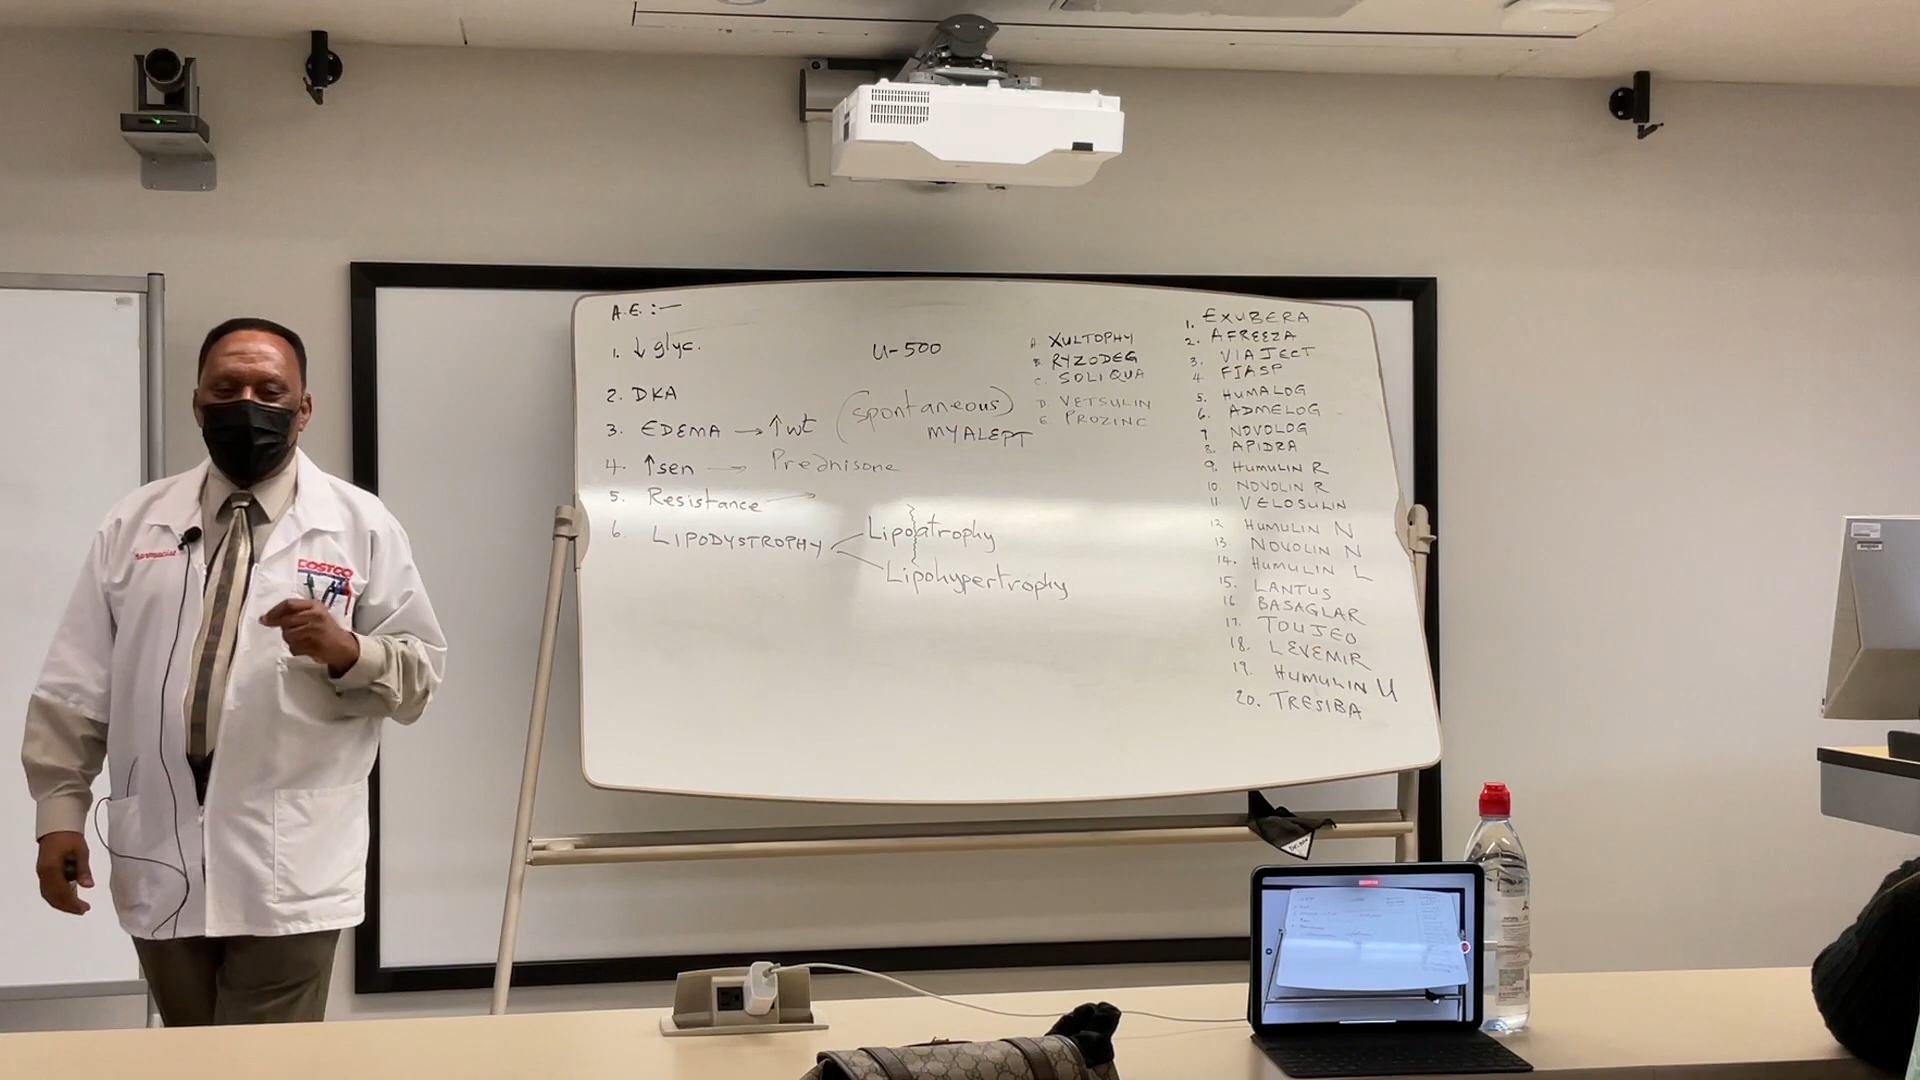 A.E. :-
1. ↓ glyc.
2. DKA
3. EDEMA → ↑ wt
4. ↑ sen → Prednisone
5. Resistance →
6. LIPODYSTROPHY
Lipoatrophy
Lipohypertrophy
U-500
(spontaneous)
MYALEPT
A. XULTOPHY
B. RYZODEG
C. SOLIQUA
D. VETSULIN
E. PROZINC
1. EXUBERA
2. AFREEZA
3. VIAJECT
4. FIASP
5. HUMALOG
6. ADMELOG
7 NOVOLOG
8. APIDRA
9. HUMULIN R
10. NOVOLIN R
11. VELOSULIN
12 HUMULIN N
13. NOVOLIN N
14. HUMULIN L
15. LANTUS
16 BASAGLAR
17. TOUJEO
18. LEVEMIR
19. HUMULIN U
20. TRESIBA
Pharmacist
COSTCO